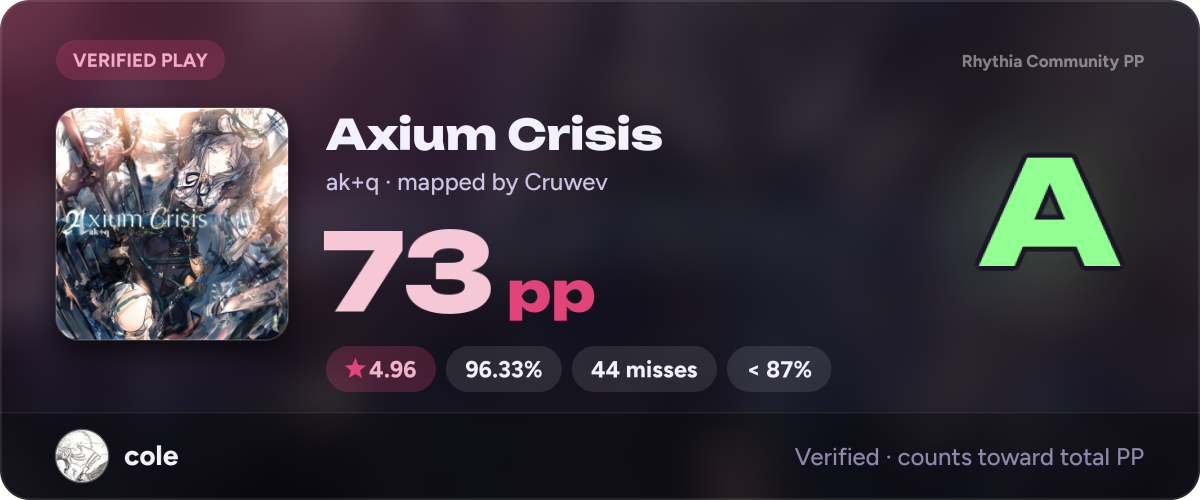 VERIFIED PLAY
Rhythia Community PP
Axium Crisis
ak+q
Axium Crisis
ak+q · mapped by Cruwev
73 pp
A
★ 4.96
96.33%
44 misses
< 87%
cole
Verified · counts toward total PP